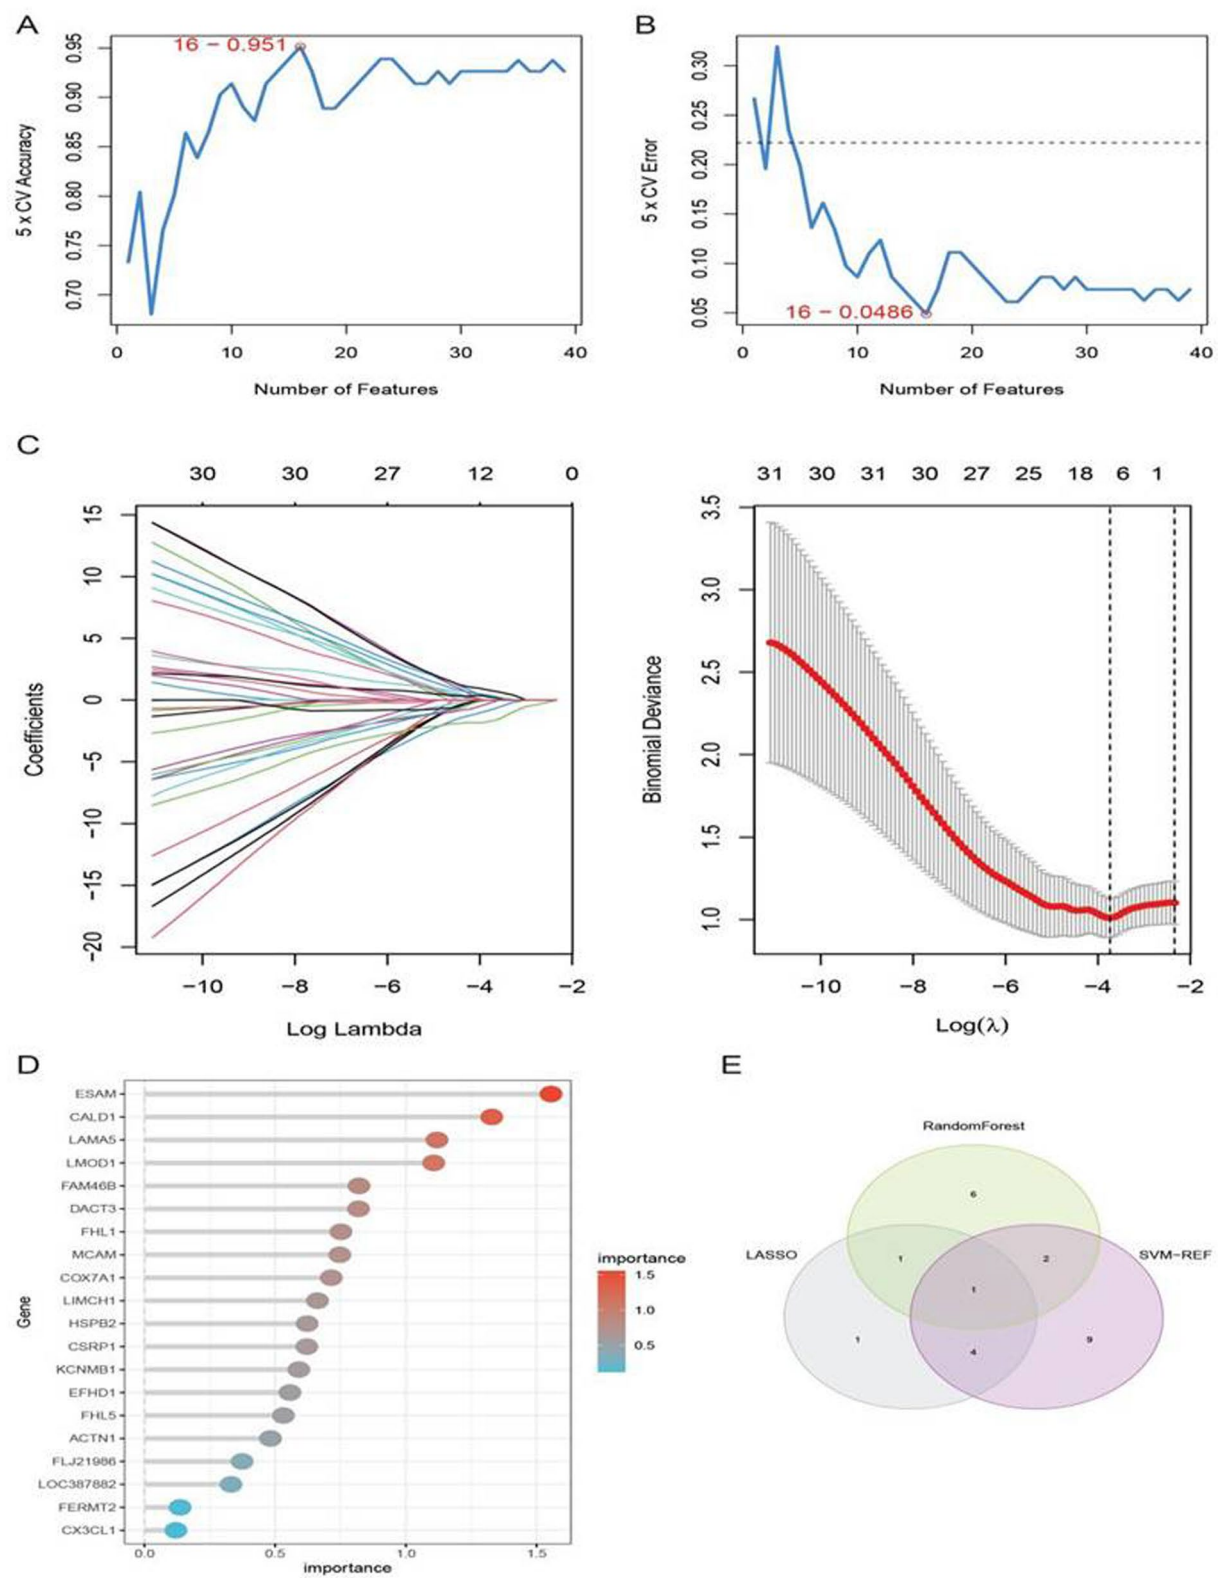 A
16 − 0.951
5 x CV Accuracy
0.95
0.90
0.85
0.80
0.75
0.70
0 10 20 30 40
Number of Features
B
16 − 0.0486
5 x CV Error
0.30
0.25
0.20
0.15
0.10
0.05
0 10 20 30 40
Number of Features
C
30 30 27 12 0
Coefficients
15
10
5
0
−5
−10
−15
−20
−10 −8 −6 −4 −2
Log Lambda
31 30 31 30 27 25 18 6 1
Binomial Deviance
3.5
3.0
2.5
2.0
1.5
1.0
−10 −8 −6 −4 −2
Log(λ)
D
Gene
ESAM
CALD1
LAMA5
LMOD1
FAM46B
DACT3
FHL1
MCAM
COX7A1
LIMCH1
HSPB2
CSRP1
KCNMB1
EFHD1
FHL5
ACTN1
FLJ21986
LOC387882
FERMT2
CX3CL1
0.0 0.5 1.0 1.5
importance
importance
1.5
1.0
0.5
E
RandomForest
LASSO
SVM−REF
6
1
2
1
1
4
9